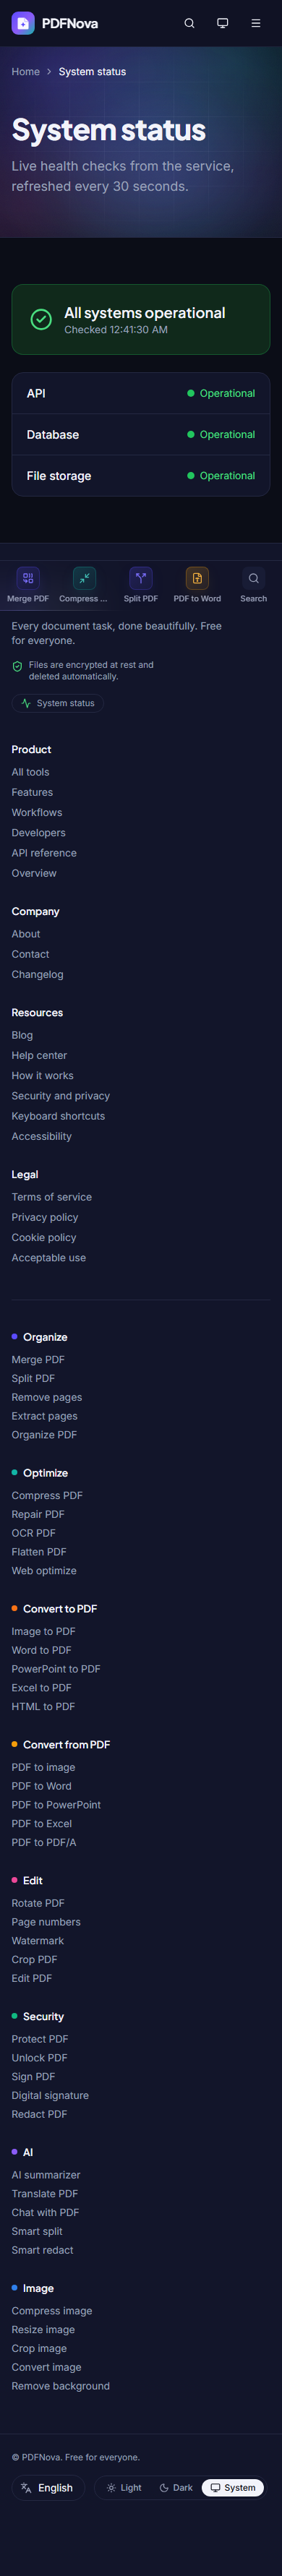 PDFNova
Home > System status
System status
Live health checks from the service,
refreshed every 30 seconds.
All systems operational
Checked 12:41:30 AM
API Operational
Database Operational
File storage Operational
Merge PDF Compress ... Split PDF PDF to Word Search
Every document task, done beautifully. Free
for everyone.
Files are encrypted at rest and
deleted automatically.
System status
Product
All tools
Features
Workflows
Developers
API reference
Overview
Company
About
Contact
Changelog
Resources
Blog
Help center
How it works
Security and privacy
Keyboard shortcuts
Accessibility
Legal
Terms of service
Privacy policy
Cookie policy
Acceptable use
Organize
Merge PDF
Split PDF
Remove pages
Extract pages
Organize PDF
Optimize
Compress PDF
Repair PDF
OCR PDF
Flatten PDF
Web optimize
Convert to PDF
Image to PDF
Word to PDF
PowerPoint to PDF
Excel to PDF
HTML to PDF
Convert from PDF
PDF to image
PDF to Word
PDF to PowerPoint
PDF to Excel
PDF to PDF/A
Edit
Rotate PDF
Page numbers
Watermark
Crop PDF
Edit PDF
Security
Protect PDF
Unlock PDF
Sign PDF
Digital signature
Redact PDF
AI
AI summarizer
Translate PDF
Chat with PDF
Smart split
Smart redact
Image
Compress image
Resize image
Crop image
Convert image
Remove background
© PDFNova. Free for everyone.
English Light Dark System